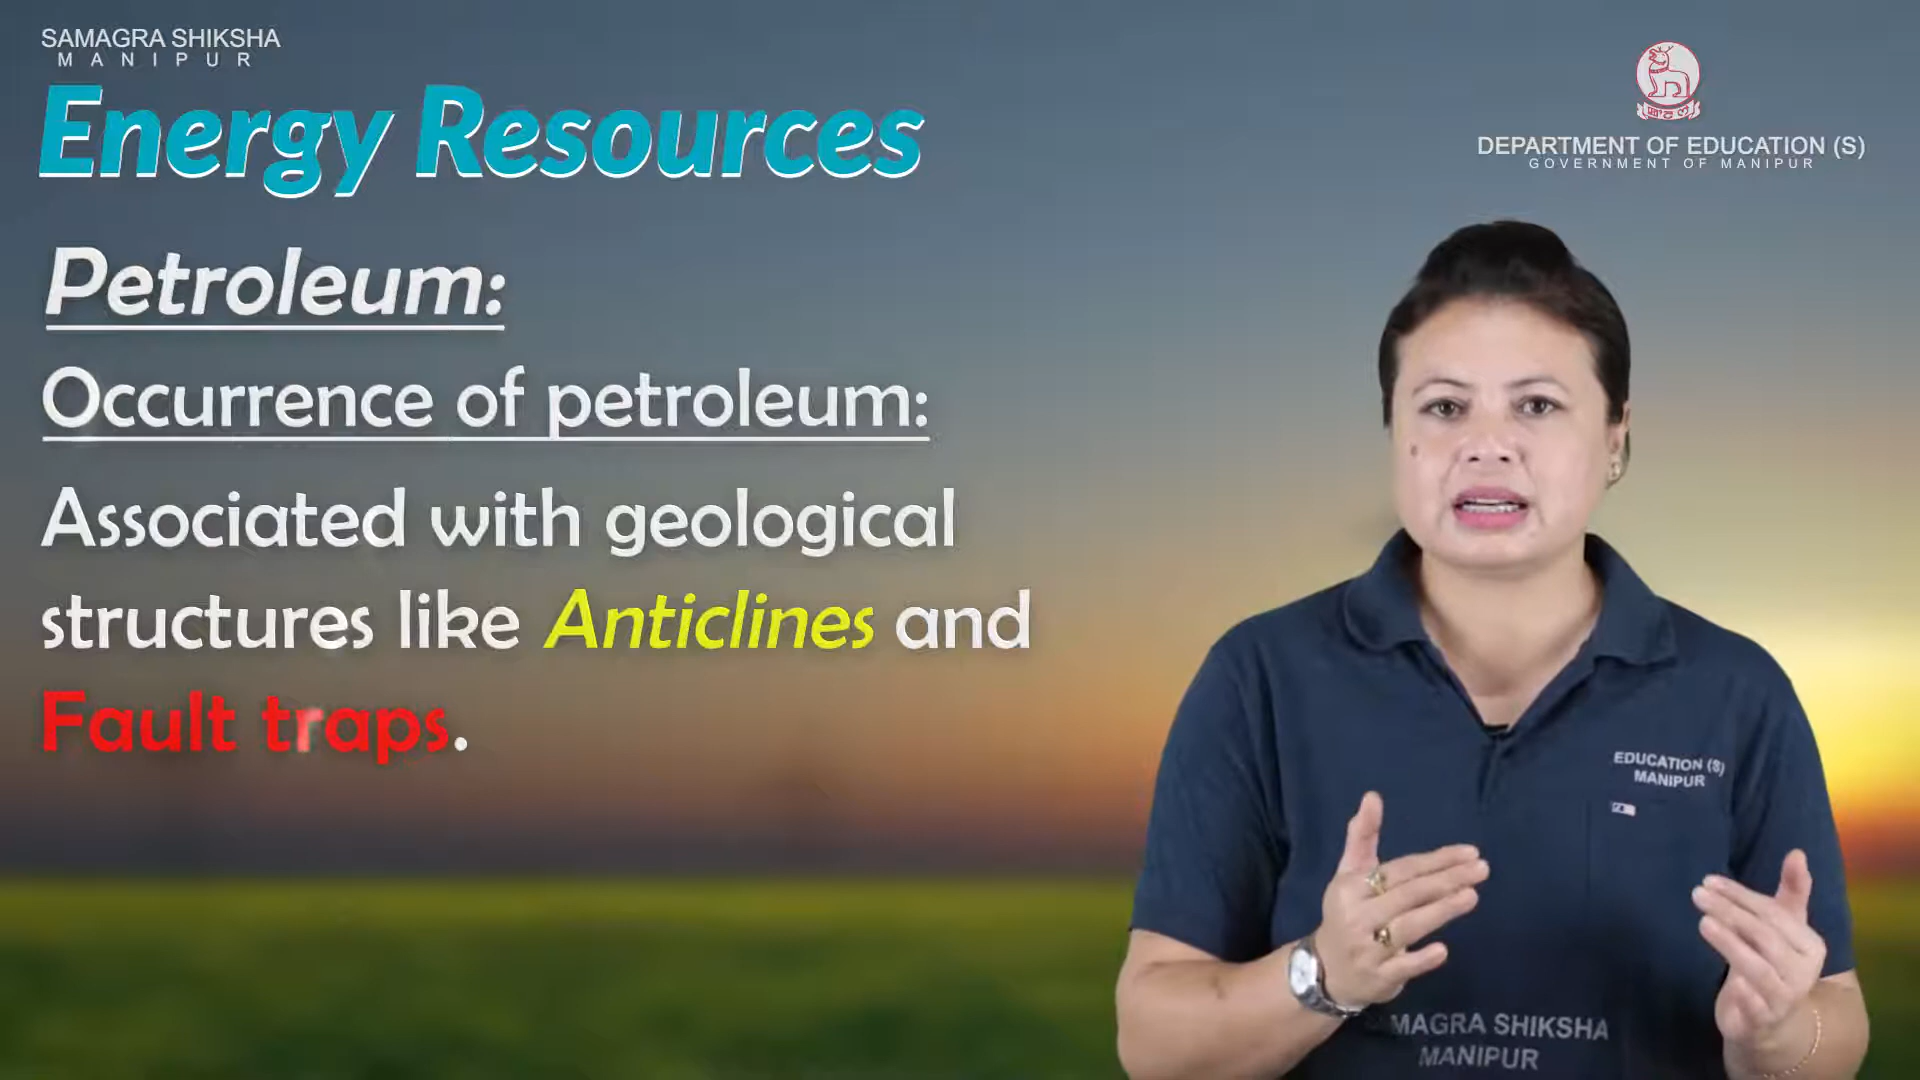 SAMAGRA SHIKSHA
MANIPUR
Energy Resources
DEPARTMENT OF EDUCATION (S)
GOVERNMENT OF MANIPUR
Petroleum:
Occurrence of petroleum:
Associated with geological
structures like Anticlines and
Fault traps.
EDUCATION (S)
MANIPUR
MAGRA SHIKSHA
MANIPUR